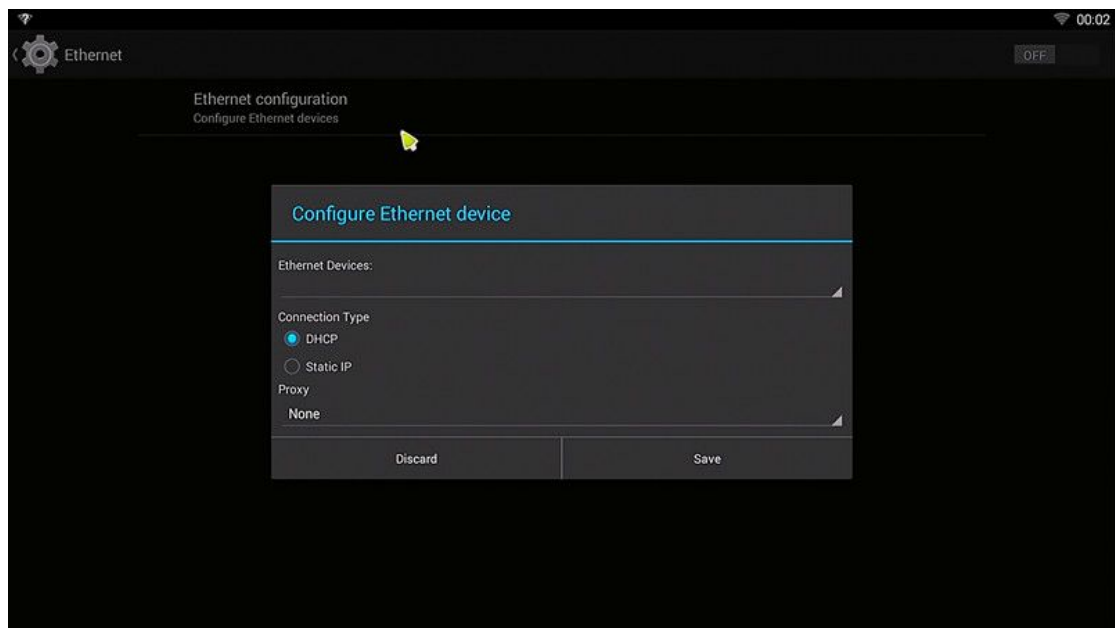 00:02
Ethernet
OFF
Ethernet configuration
Configure Ethernet devices
Configure Ethernet device
Ethernet Devices:
Connection Type
DHCP
Static IP
Proxy
None
Discard
Save